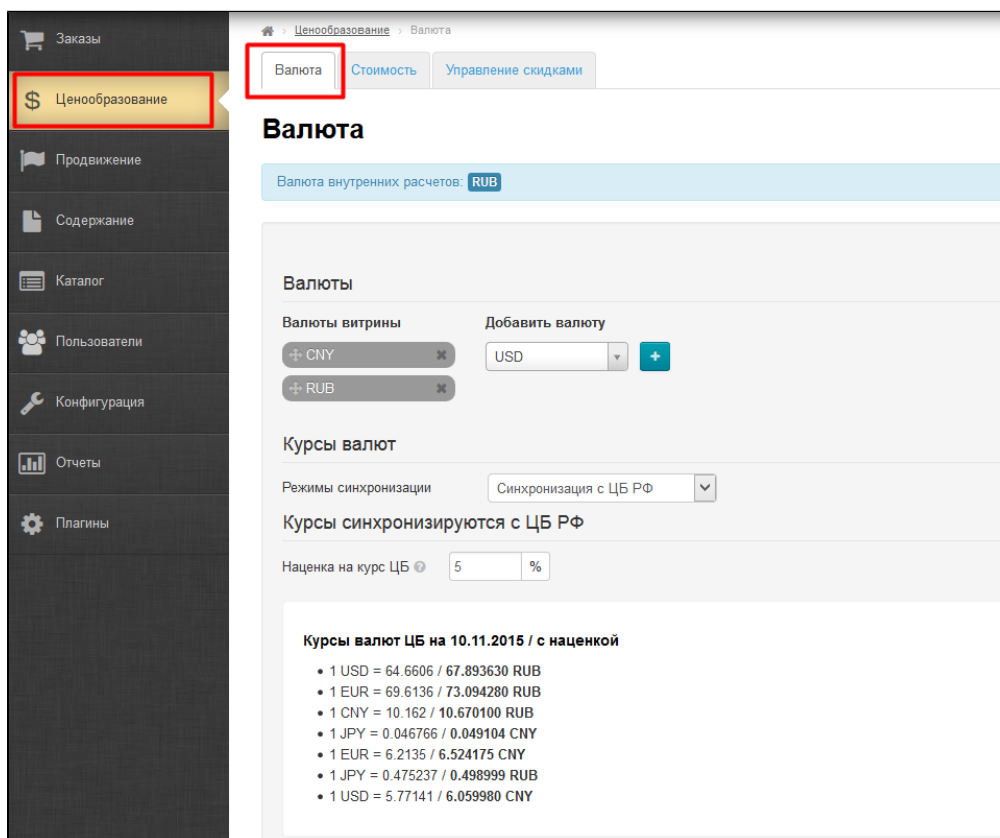 Заказы
Ценообразование
Продвижение
Содержание
Каталог
Пользователи
Конфигурация
Отчеты
Плагины
Ценообразование > Валюта
Валюта Стоимость Управление скидками
Валюта
Валюта внутренних расчетов: RUB
Валюты
Валюты витрины Добавить валюту
CNY USD +
RUB
Курсы валют
Режимы синхронизации Синхронизация с ЦБ РФ
Курсы синхронизируются с ЦБ РФ
Наценка на курс ЦБ 5 %
Курсы валют ЦБ на 10.11.2015 / с наценкой
1 USD = 64.6606 / 67.893630 RUB
1 EUR = 69.6136 / 73.094280 RUB
1 CNY = 10.162 / 10.670100 RUB
1 JPY = 0.046766 / 0.049104 CNY
1 EUR = 6.2135 / 6.524175 CNY
1 JPY = 0.475237 / 0.498999 RUB
1 USD = 5.77141 / 6.059980 CNY